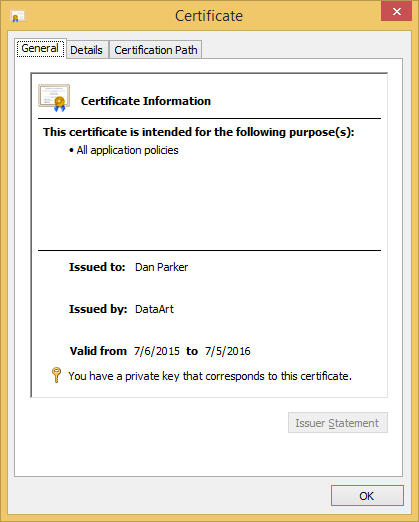 Certificate
General Details Certification Path
Certificate Information
This certificate is intended for the following purpose(s):
• All application policies
Issued to: Dan Parker
Issued by: DataArt
Valid from 7/6/2015 to 7/5/2016
You have a private key that corresponds to this certificate.
Issuer Statement
OK